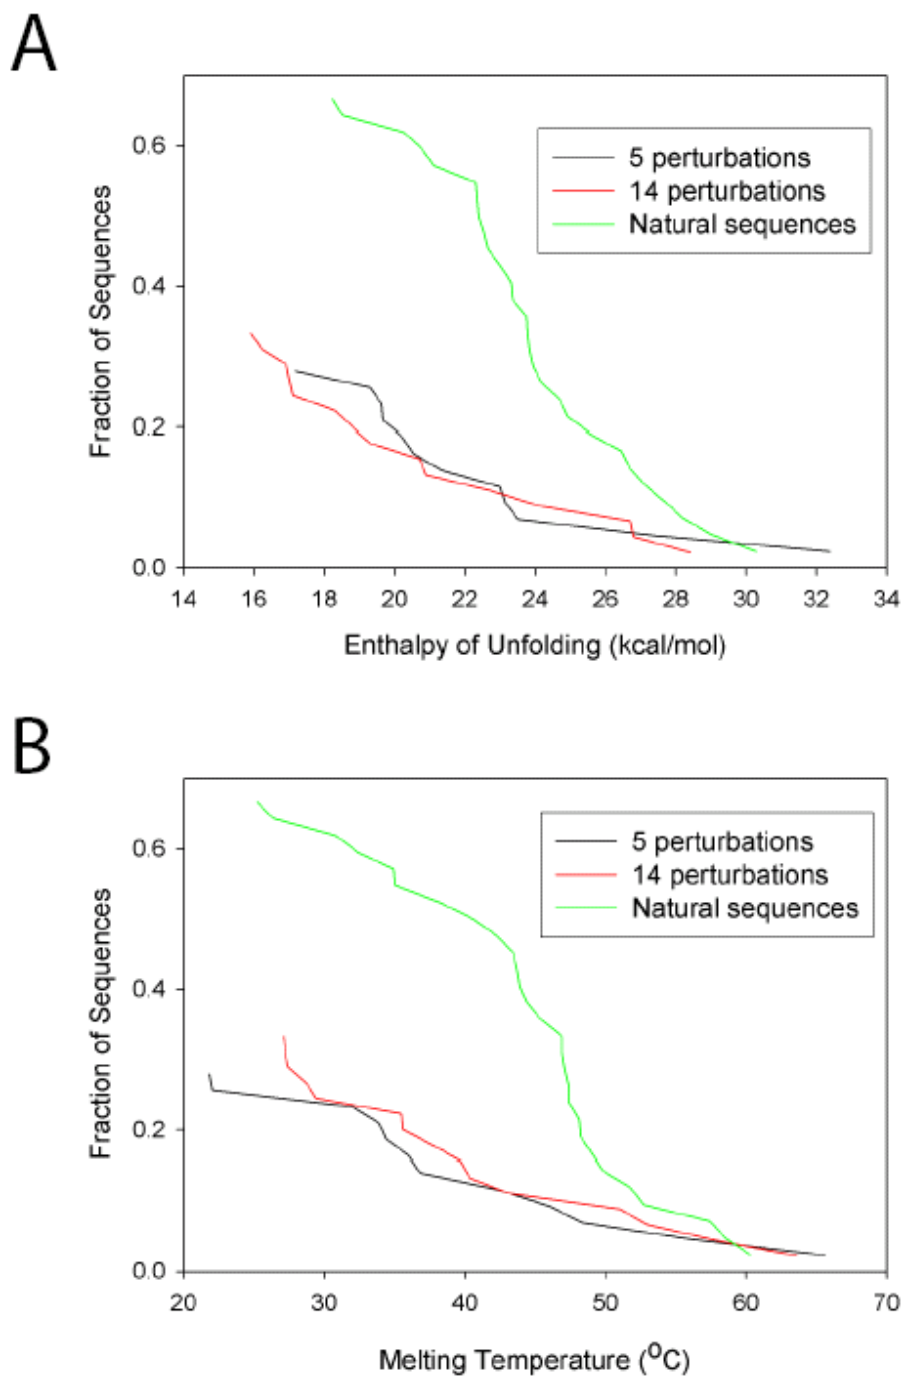 A
0.6
0.4
0.2
0.0
Fraction of Sequences
5 perturbations
14 perturbations
Natural sequences
14 16 18 20 22 24 26 28 30 32 34
Enthalpy of Unfolding (kcal/mol)
B
0.6
0.4
0.2
0.0
Fraction of Sequences
5 perturbations
14 perturbations
Natural sequences
20 30 40 50 60 70
Melting Temperature (ºC)